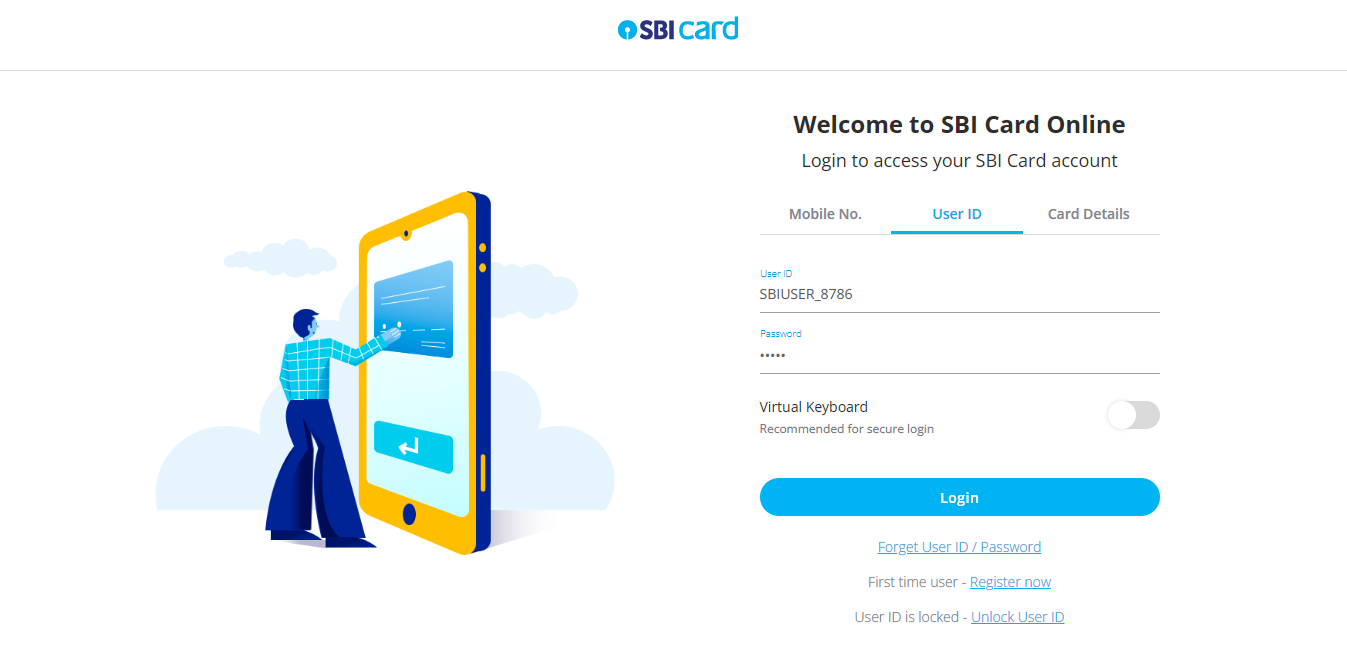 SBI card
Welcome to SBI Card Online
Login to access your SBI Card account
Mobile No. User ID Card Details
User ID
SBIUSER_8786
Password
•••••
Virtual Keyboard
Recommended for secure login
Login
Forget User ID / Password
First time user - Register now
User ID is locked - Unlock User ID